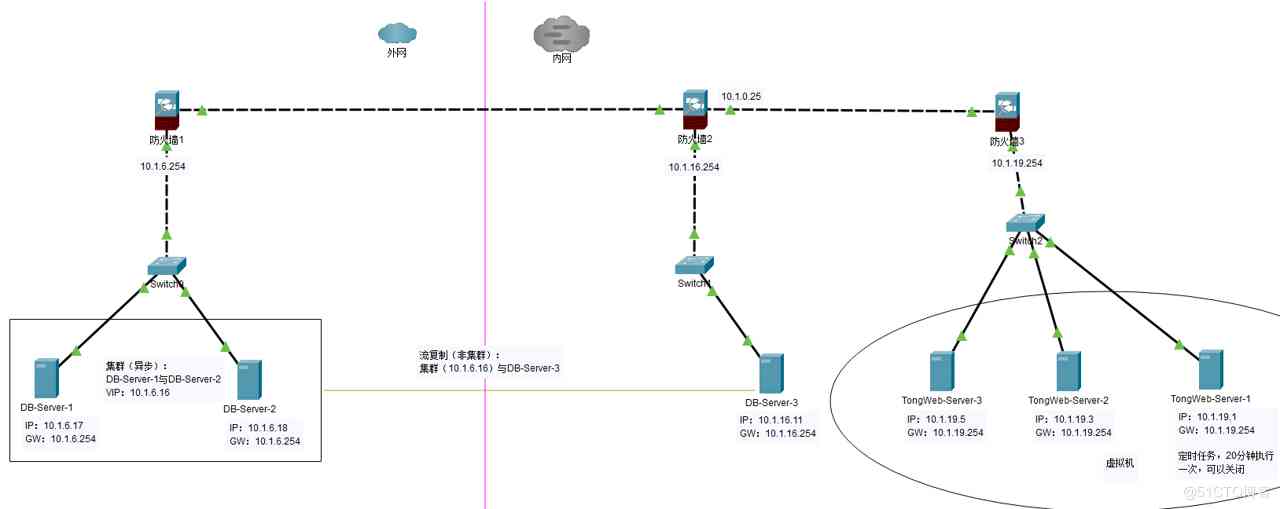 外网
内网
10.1.0.25
防火墙1
防火墙2
防火墙3
10.1.6.254
10.1.16.254
10.1.19.254
Switch2
Switch0
Switch1
集群（异步）：
DB-Server-1与DB-Server-2
VIP：10.1.6.16
流复制（非集群）：
集群（10.1.6.16）与DB-Server-3
DB-Server-1
IP：10.1.6.17
GW：10.1.6.254
DB-Server-2
IP：10.1.6.18
GW：10.1.6.254
DB-Server-3
IP：10.1.16.11
GW：10.1.16.254
TongWeb-Server-3
IP：10.1.19.5
GW：10.1.19.254
TongWeb-Server-2
IP：10.1.19.3
GW：10.1.19.254
TongWeb-Server-1
IP：10.1.19.1
GW：10.1.19.254
定时任务，20分钟执行
一次，可以关闭
虚拟机
@51CTO博客